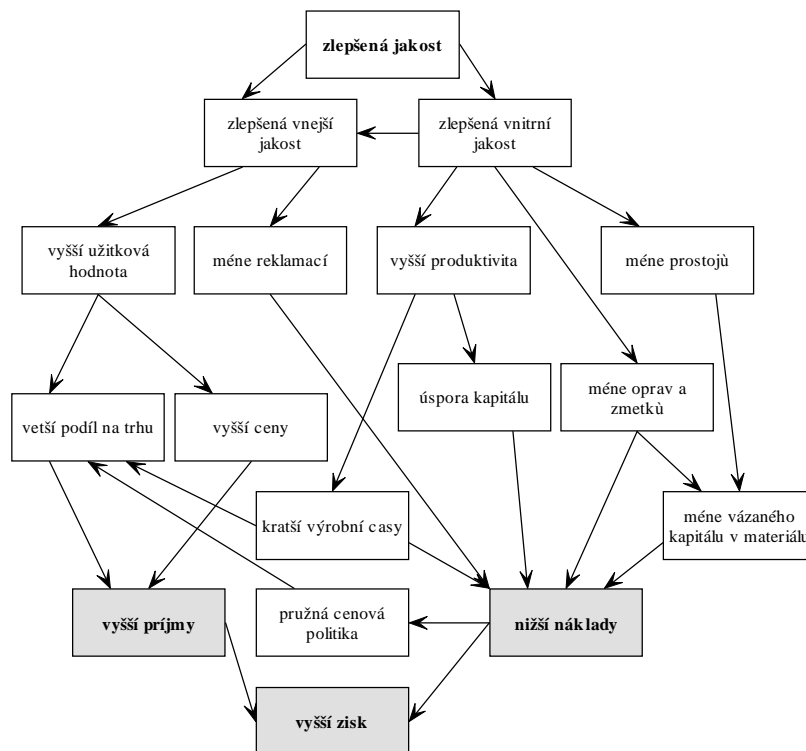 zlepšená jakost
zlepšená vnejší
jakost
zlepšená vnitrní
jakost
vyšší užitková
hodnota
méne reklamací
vyšší produktivita
méne prostojù
vetší podíl na trhu
vyšší ceny
úspora kapitálu
méne oprav a
zmetkù
kratší výrobní casy
méne vázaného
kapitálu v materiálu
vyšší príjmy
pružná cenová
politika
nižší náklady
vyšší zisk